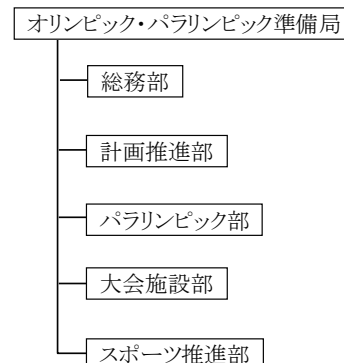 オリンピック・パラリンピック準備局
総務部
計画推進部
パラリンピック部
大会施設部
スポーツ推進部